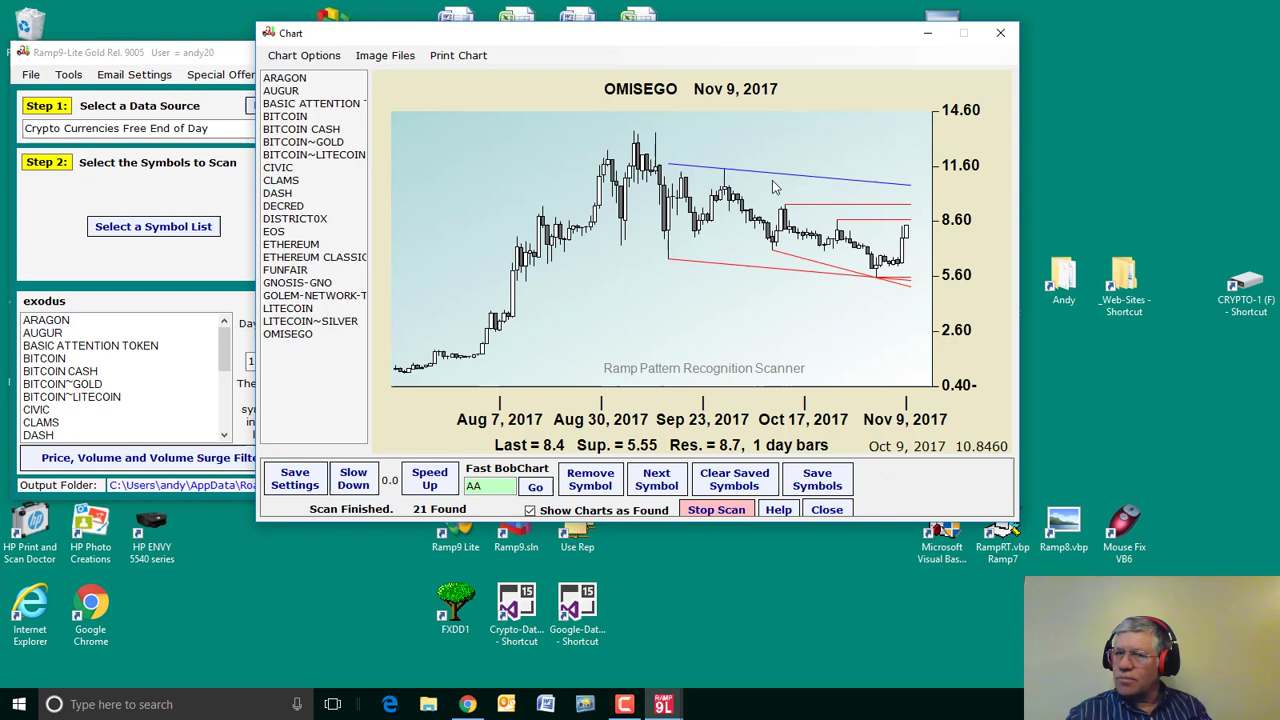 Chart
Chart Options Image Files Print Chart
Ramp9-Lite Gold Rel. 9005 User = andy20
File Tools Email Settings Special Offer
Step 1: Select a Data Source
Crypto Currencies Free End of Day
Step 2: Select the Symbols to Scan
Select a Symbol List
exodus
ARAGON
AUGUR
BASIC ATTENTION TOKEN
BITCOIN
BITCOIN CASH
BITCOIN~GOLD
BITCOIN~LITECOIN
CIVIC
CLAMS
DASH
Price, Volume and Volume Surge Filte
Output Folder: C:\Users\andy\AppData\Roa
ARAGON
AUGUR
BASIC ATTENTION
BITCOIN
BITCOIN CASH
BITCOIN~GOLD
BITCOIN~LITECOIN
CIVIC
CLAMS
DASH
DECRED
DISTRICT0X
EOS
ETHEREUM
ETHEREUM CLASSIC
FUNFAIR
GNOSIS-GNO
GOLEM-NETWORK-T
LITECOIN
LITECOIN~SILVER
OMISEGO
OMISEGO Nov 9, 2017
14.60
11.60
8.60
5.60
2.60
0.40-
Ramp Pattern Recognition Scanner
Aug 7, 2017 Aug 30, 2017 Sep 23, 2017 Oct 17, 2017 Nov 9, 2017
Last = 8.4 Sup. = 5.55 Res. = 8.7, 1 day bars
Oct 9, 2017 10.8460
Save Settings
Slow Down
0.0
Speed Up
Fast BobChart
AA
Go
Remove Symbol
Next Symbol
Clear Saved Symbols
Save Symbols
Scan Finished. 21 Found
Show Charts as Found
Stop Scan
Help
Close
Andy
_Web-Sites - Shortcut
CRYPTO-1 (F) - Shortcut
HP Print and Scan Doctor
HP Photo Creations
HP ENVY 5540 series
Ramp9 Lite
Ramp9.sln
Use Rep
Microsoft Visual Bas...
RampRT.vbp Ramp7
Ramp8.vbp
Mouse Fix VB6
Internet Explorer
Google Chrome
FXDD1
Crypto-Dat... - Shortcut
Google-Dat... - Shortcut
Type here to search
RAMP 9L